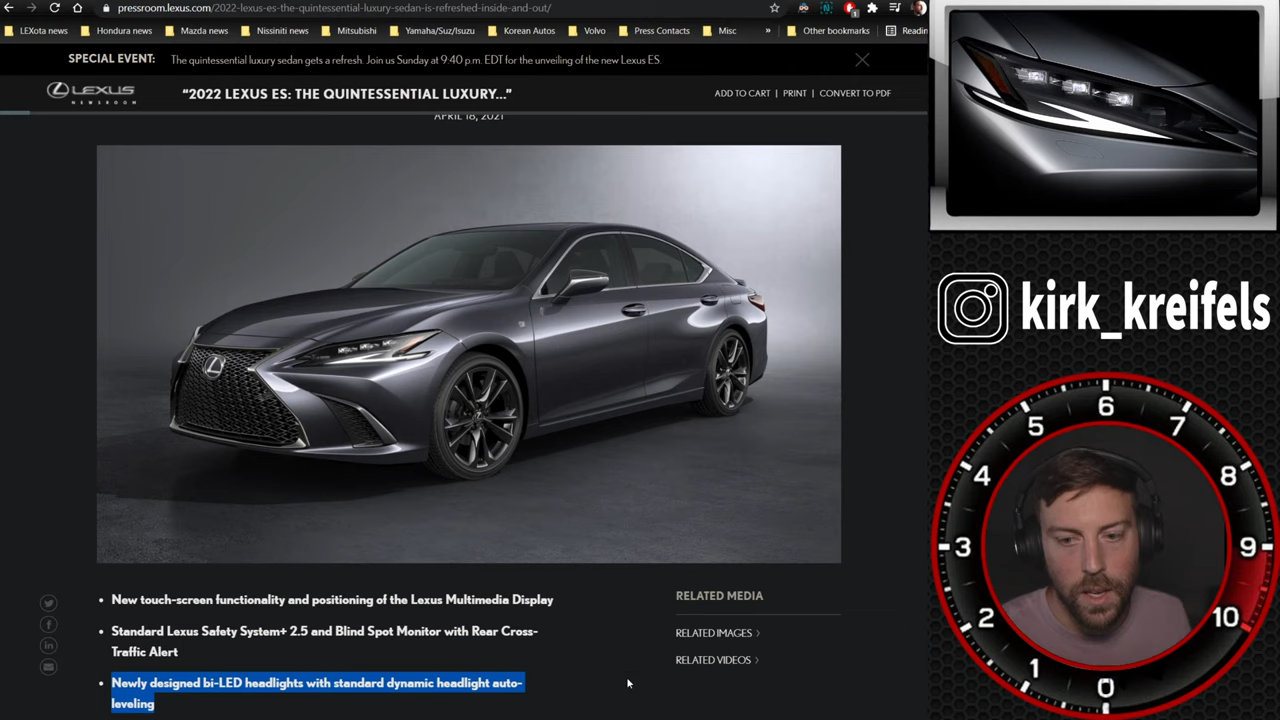 pressroom.lexus.com/2022-lexus-es-the-quintessential-luxury-sedan-is-refreshed-inside-and-out/
1
LEXota news
Hundura news
Mazda news
Nissiniti news
Mitsubishi
Yamaha/Suz/Isuzu
Korean Autos
Volvo
Press Contacts
Misc
»
Other bookmarks
Readin
SPECIAL EVENT: The quintessential luxury sedan gets a refresh. Join us Sunday at 9:40 p.m. EDT for the unveiling of the new Lexus ES.
LEXUS
NEWSROOM
"2022 LEXUS ES: THE QUINTESSENTIAL LUXURY..."
ADD TO CART | PRINT | CONVERT TO PDF
APRIL 18, 2021
• New touch-screen functionality and positioning of the Lexus Multimedia Display
• Standard Lexus Safety System+ 2.5 and Blind Spot Monitor with Rear Cross-
Traffic Alert
• Newly designed bi-LED headlights with standard dynamic headlight auto-
leveling
RELATED MEDIA
RELATED IMAGES >
RELATED VIDEOS >
kirk_kreifels
0
1
2
3
4
5
6
7
8
9
10